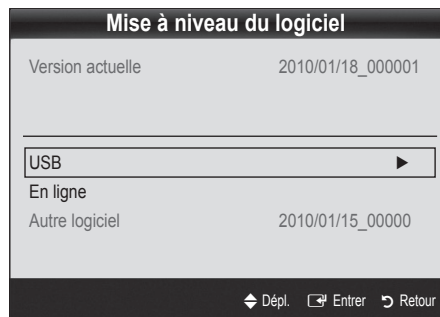 Mise à niveau du logiciel
Version actuelle 2010/01/18_000001
USB ►
En ligne
Autre logiciel 2010/01/15_00000
Dépl. Entrer Retour